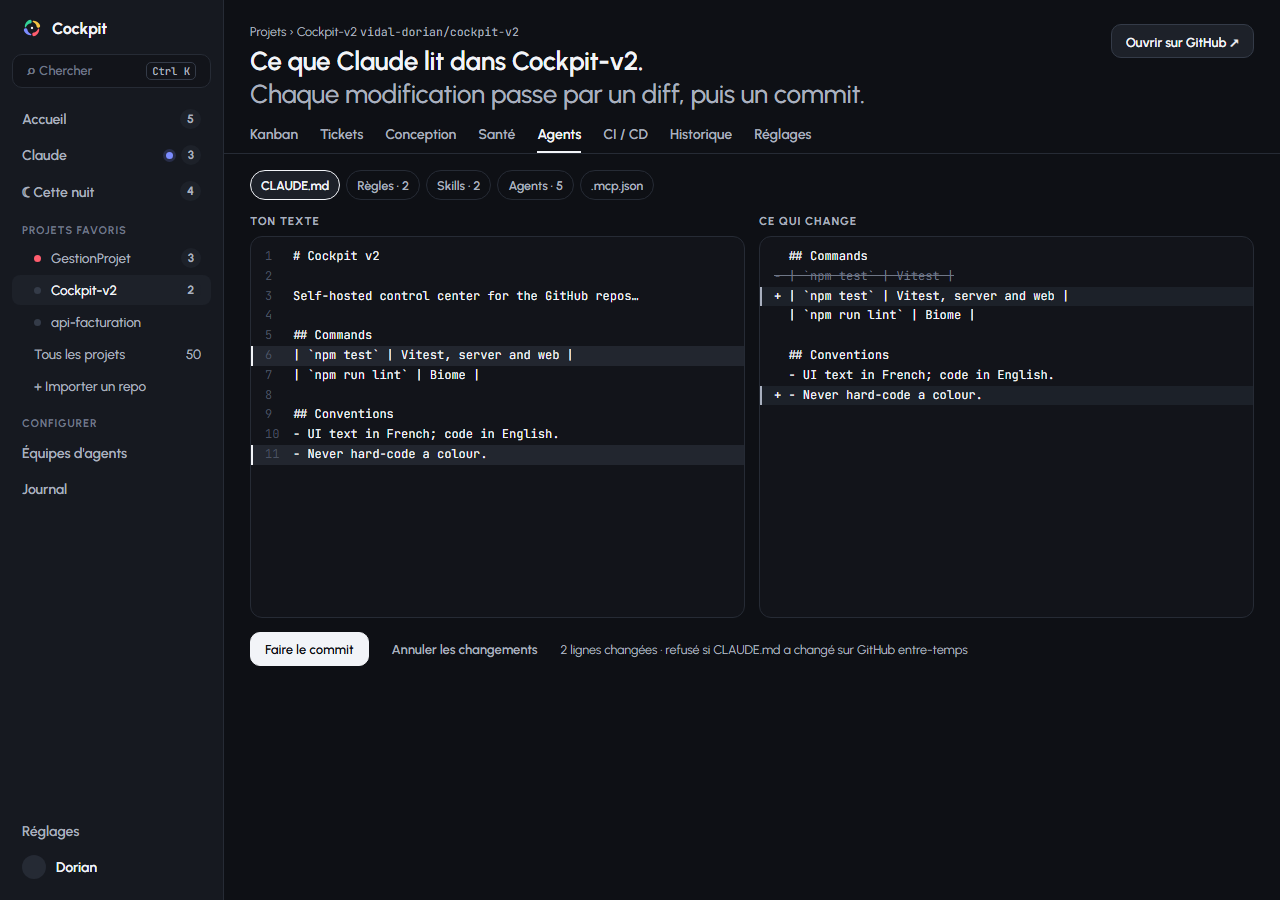 Cockpit
Chercher Ctrl K
Accueil 5
Claude 3
Cette nuit 4
PROJETS FAVORIS
GestionProjet 3
Cockpit-v2 2
api-facturation
Tous les projets 50
+ Importer un repo
CONFIGURER
Équipes d'agents
Journal
Réglages
Dorian
Projets › Cockpit-v2 vidal-dorian/cockpit-v2
Ce que Claude lit dans Cockpit-v2.
Chaque modification passe par un diff, puis un commit.
Ouvrir sur GitHub ↗
Kanban Tickets Conception Santé Agents CI / CD Historique Réglages
CLAUDE.md Règles · 2 Skills · 2 Agents · 5 .mcp.json
TON TEXTE
1 # Cockpit v2
2
3 Self-hosted control center for the GitHub repos…
4
5 ## Commands
6 | `npm test` | Vitest, server and web |
7 | `npm run lint` | Biome |
8
9 ## Conventions
10 - UI text in French; code in English.
11 - Never hard-code a colour.
CE QUI CHANGE
## Commands
- | `npm test` | Vitest |
+ | `npm test` | Vitest, server and web |
| `npm run lint` | Biome |
## Conventions
- UI text in French; code in English.
+ - Never hard-code a colour.
Faire le commit Annuler les changements 2 lignes changées · refusé si CLAUDE.md a changé sur GitHub entre-temps